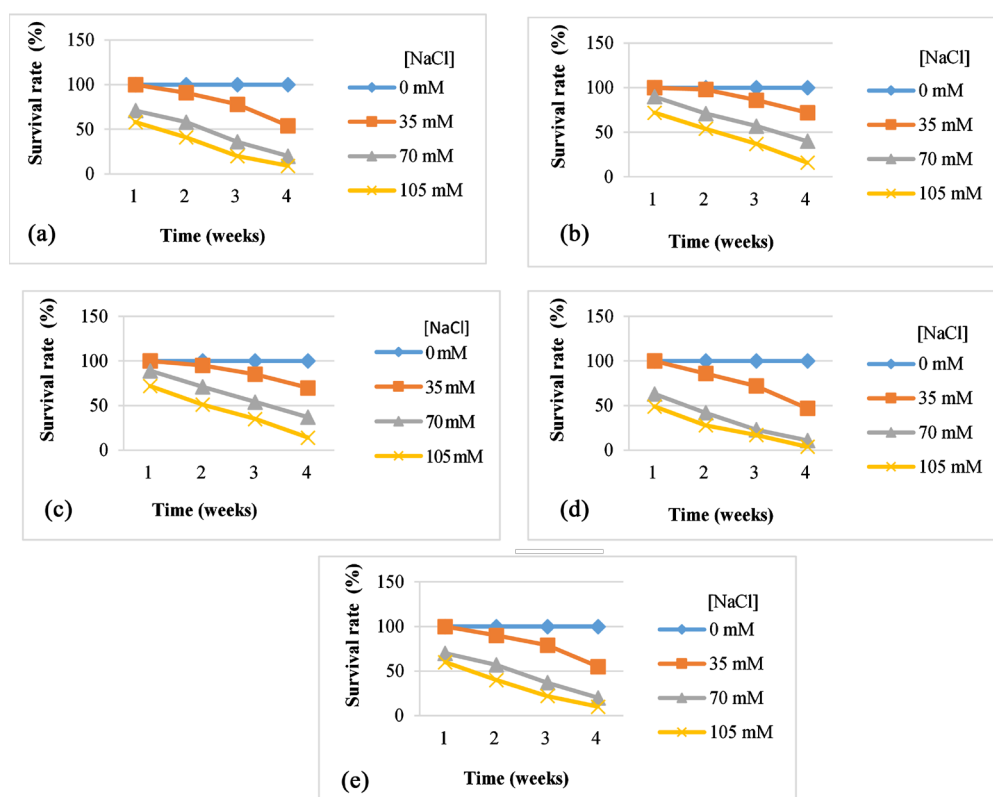 150
100
50
0
Survival rate (%)
1 2 3 4
Time (weeks)
[NaCl]
0 mM
35 mM
70 mM
105 mM
(a)
150
100
50
0
Survival rate (%)
1 2 3 4
Time (weeks)
[NaCl]
0 mM
35 mM
70 mM
105 mM
(b)
150
100
50
0
Survival rate (%)
1 2 3 4
Time (weeks)
[NaCl]
0 mM
35 mM
70 mM
105 mM
(c)
150
100
50
0
Survival rate (%)
1 2 3 4
Time (weeks)
[NaCl]
0 mM
35 mM
70 mM
105 mM
(d)
150
100
50
0
Survival rate (%)
1 2 3 4
Time (weeks)
[NaCl]
0 mM
35 mM
70 mM
105 mM
(e)